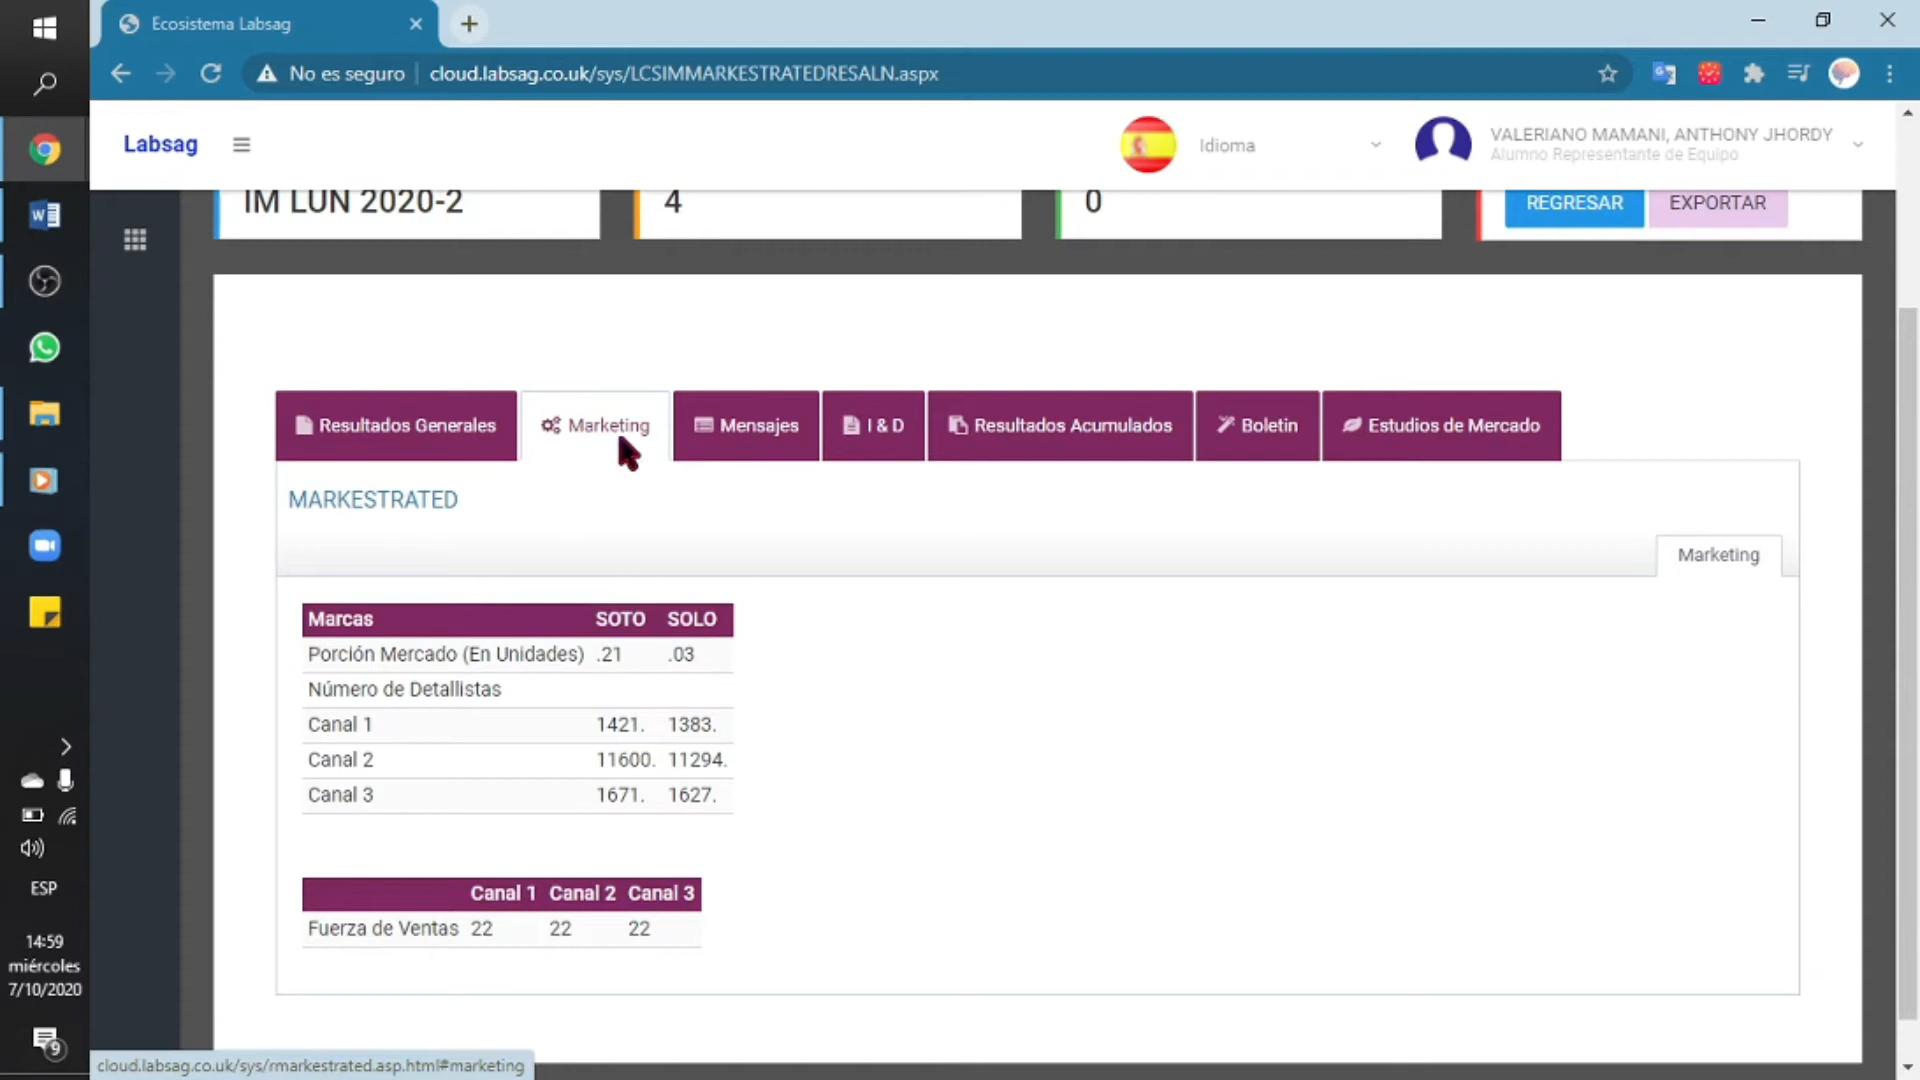 Ecosistema Labsag
No es seguro cloud.labsag.co.uk/sys/LCSIMMARKESTRATEDRESALN.aspx
Labsag
Idioma
VALERIANO MAMANI, ANTHONY JHORDY
Alumno Representante de Equipo
IM LUN 2020-2
4
0
REGRESAR
EXPORTAR
Resultados Generales
Marketing
Mensajes
I & D
Resultados Acumulados
Boletin
Estudios de Mercado
MARKESTRATED
Marketing
Marcas SOTO SOLO
Porción Mercado (En Unidades) .21 .03
Número de Detallistas
Canal 1 1421. 1383.
Canal 2 11600. 11294.
Canal 3 1671. 1627.
Canal 1 Canal 2 Canal 3
Fuerza de Ventas 22 22 22
ESP
14:59
miércoles
7/10/2020
9
cloud.labsag.co.uk/sys/rmarkestrated.asp.html#marketing